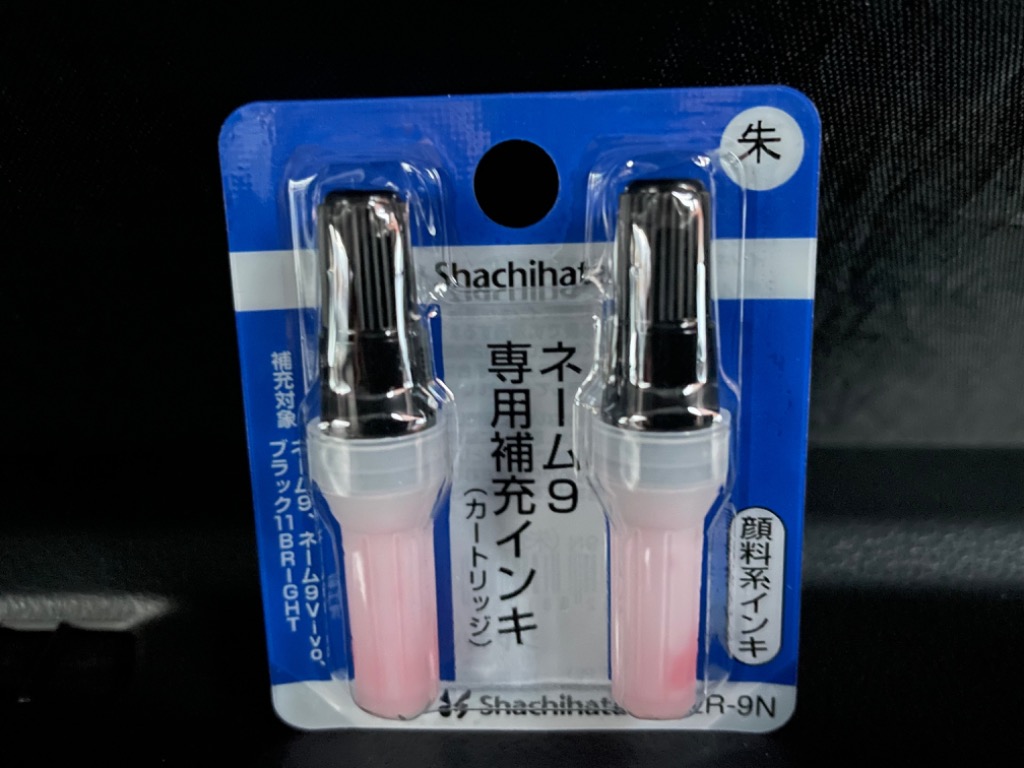 朱
Shachihat
ネーム9
専用補充インキ
(カートリッジ)
補充対象
ネーム9、ネーム9Vivo、
ブラック11BRIGHT
顔料系インキ
Shachihata
R-9N